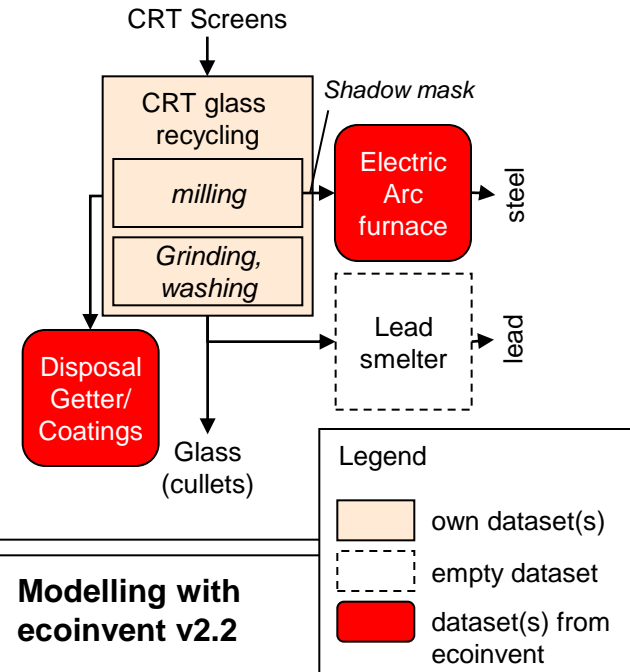 CRT Screens
CRT glass
recycling
Shadow mask
milling
Electric
Arc
furnace
steel
Grinding,
washing
Lead
smelter
lead
Disposal
Getter/
Coatings
Glass
(cullets)
Legend
own dataset(s)
empty dataset
dataset(s) from
ecoinvent
Modelling with
ecoinvent v2.2